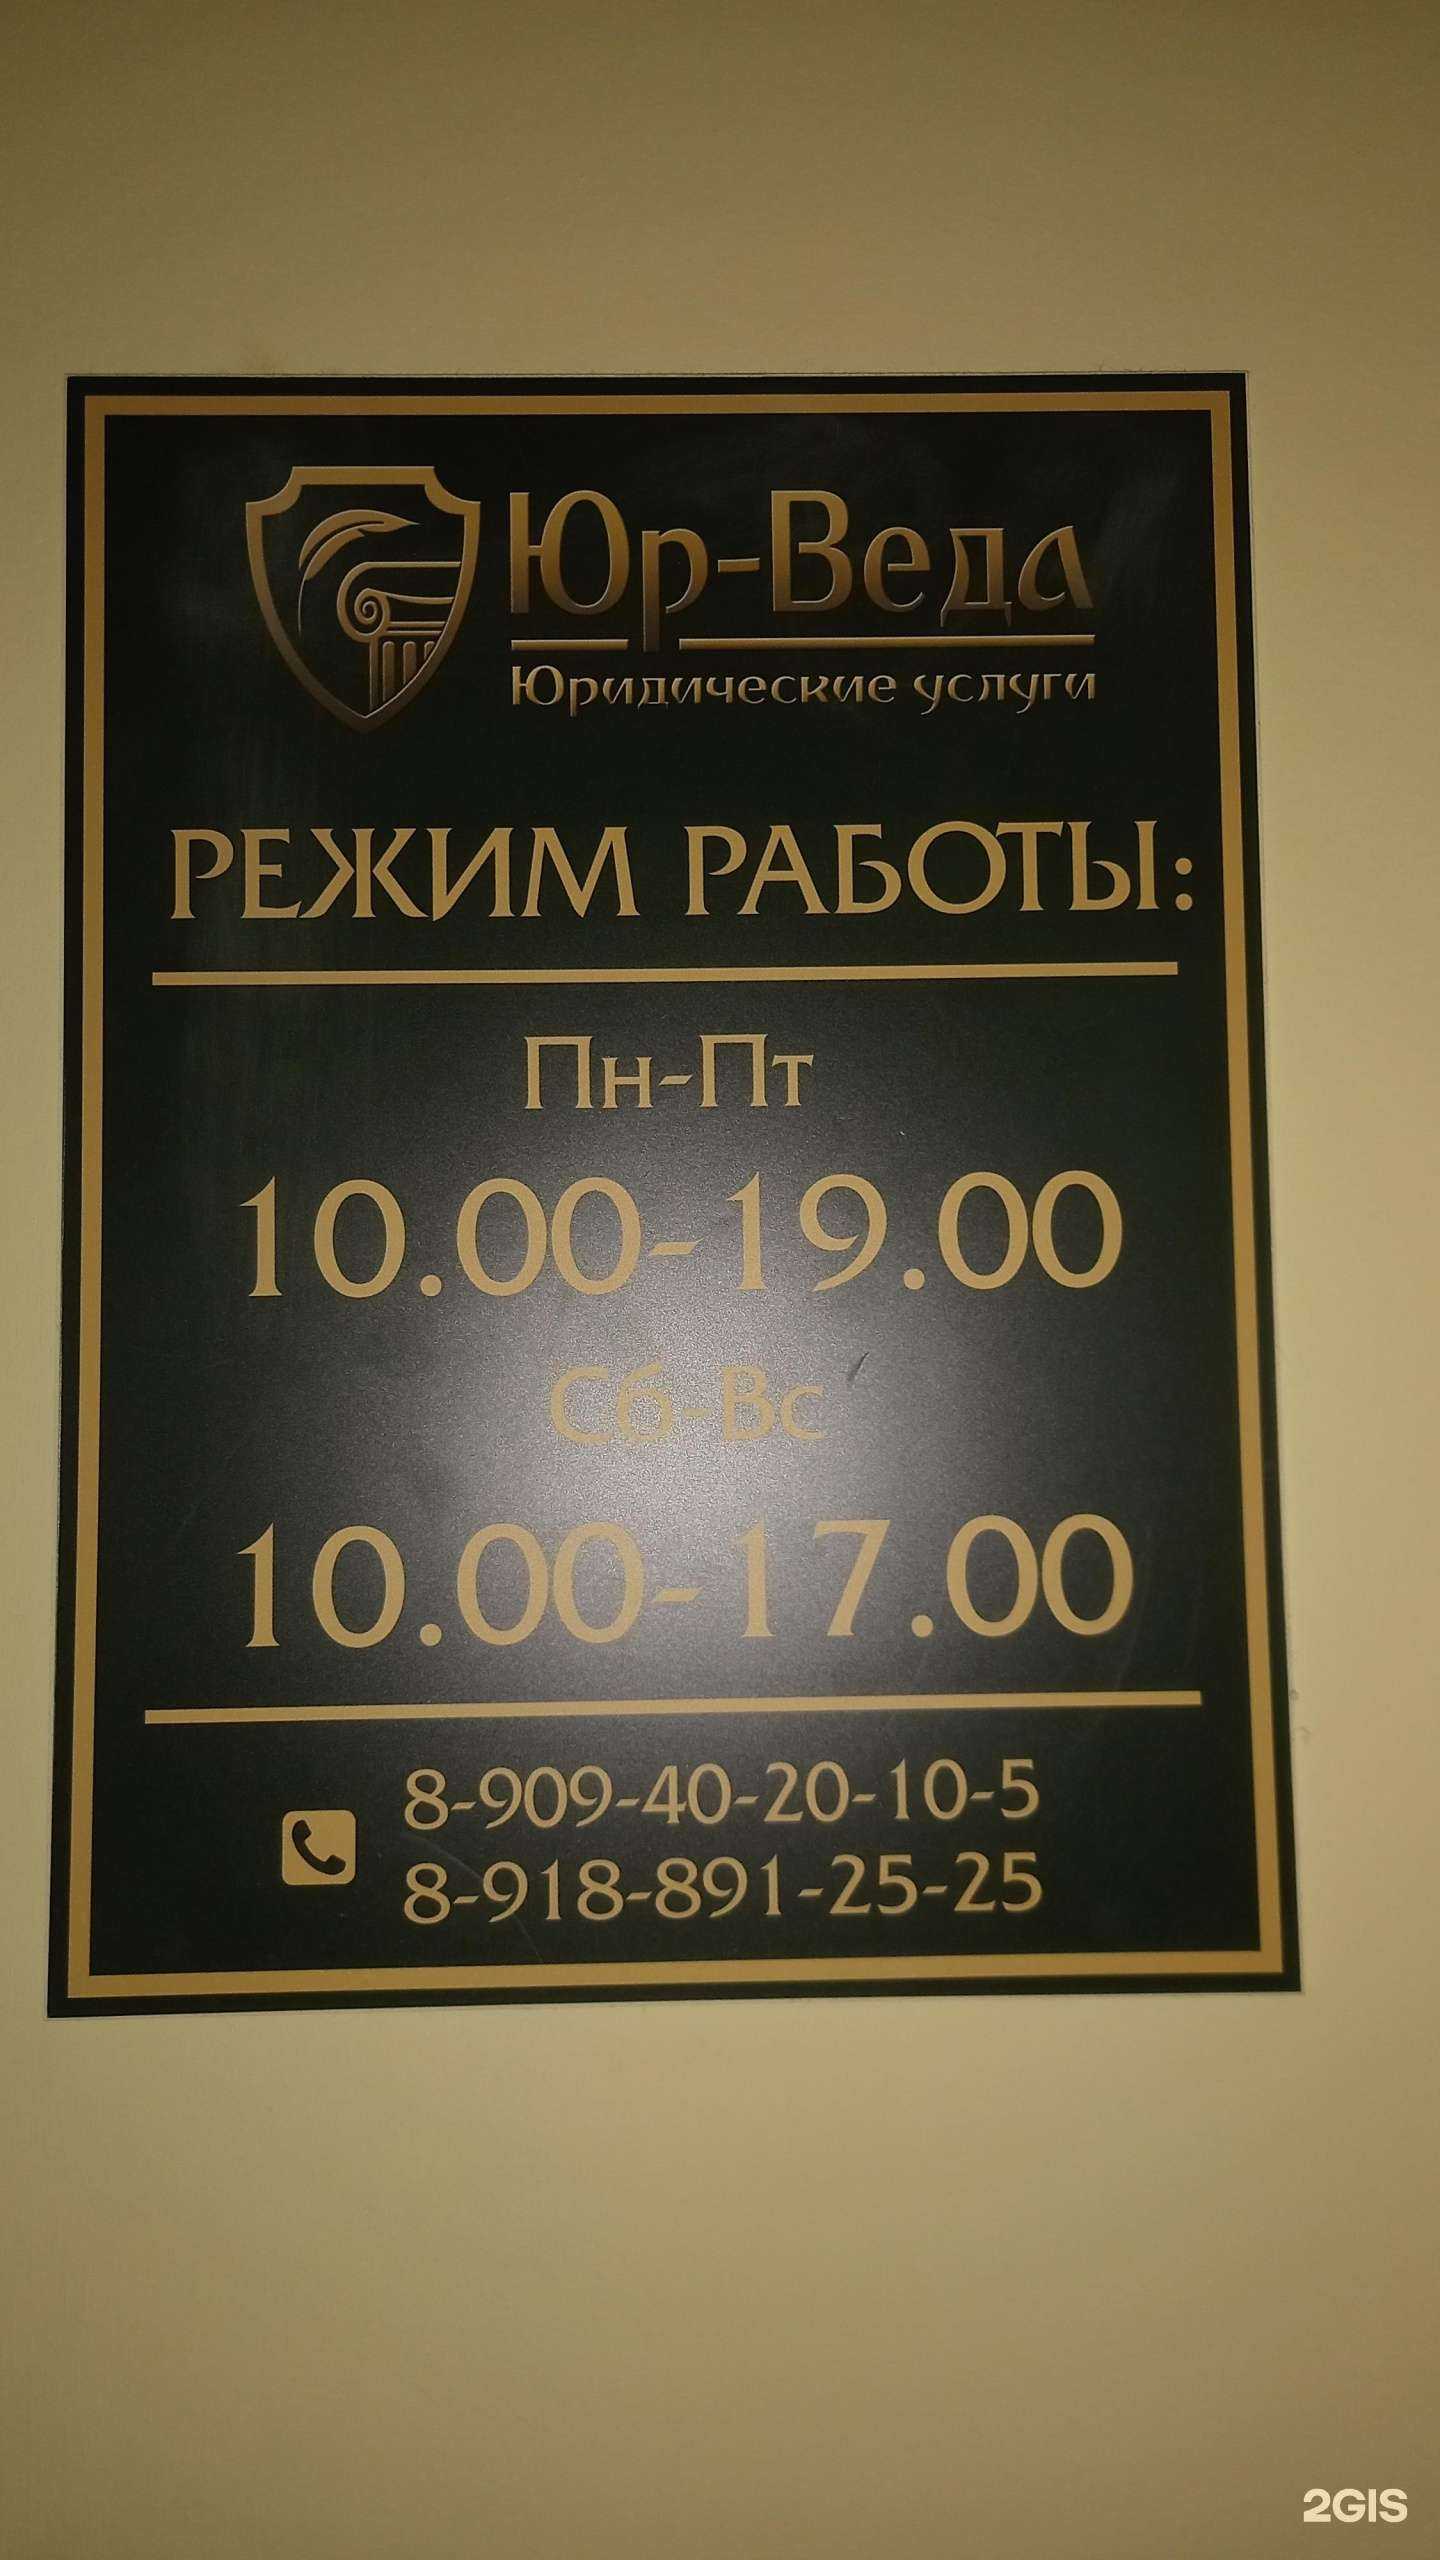 Юр-Веда
Юридические услуги
РЕЖИМ РАБОТЫ:
Пн-Пт
10.00-19.00
Сб-Вс
10.00-17.00
8-909-40-20-10-5
8-918-891-25-25
2GIS